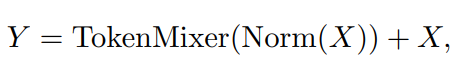 Y = TokenMixer(Norm(X)) + X,